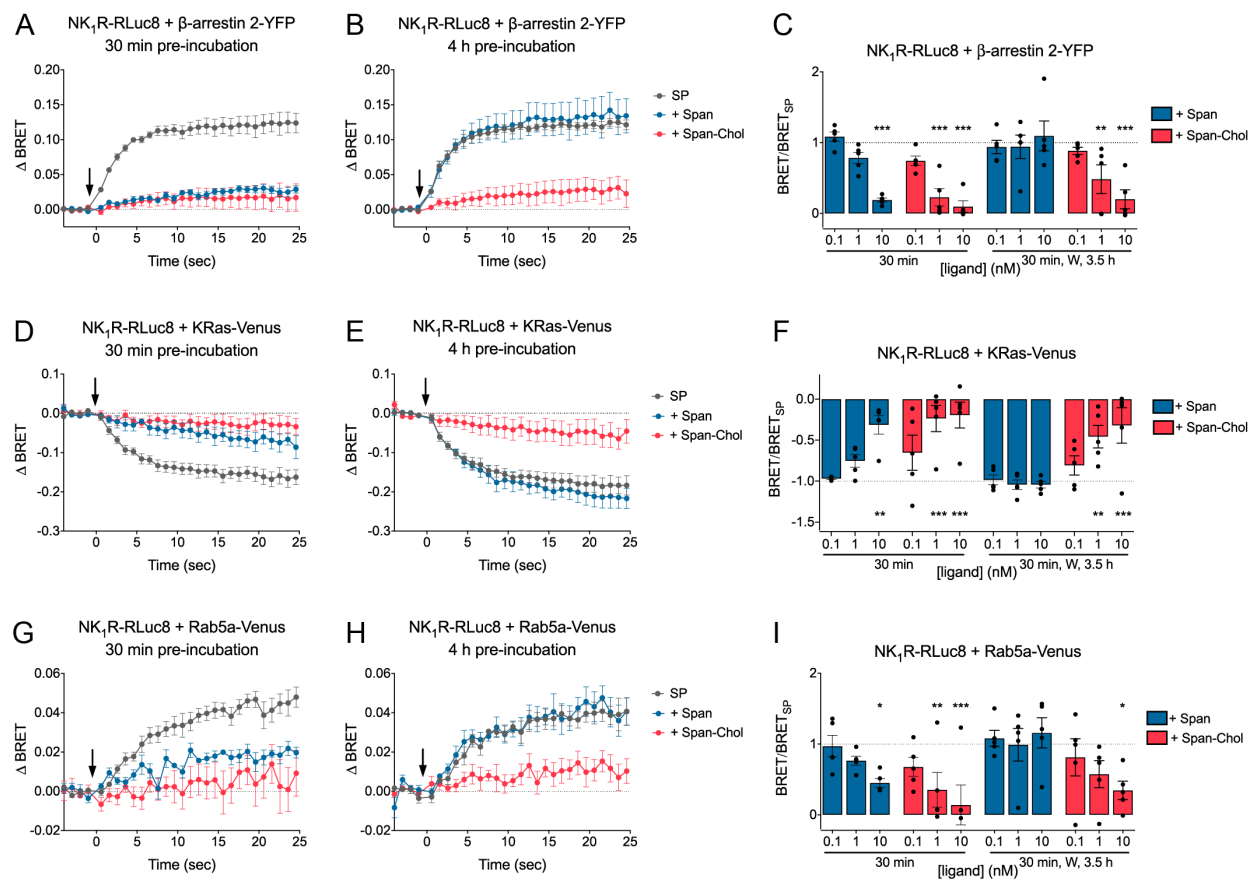 A
NK1R-RLuc8 + β-arrestin 2-YFP
30 min pre-incubation
Δ BRET
0.20
0.15
0.10
0.05
0.00
0 5 10 15 20 25
Time (sec)
B
NK1R-RLuc8 + β-arrestin 2-YFP
4 h pre-incubation
Δ BRET
0.20
0.15
0.10
0.05
0.00
0 5 10 15 20 25
Time (sec)
SP
+ Span
+ Span-Chol
C
NK1R-RLuc8 + β-arrestin 2-YFP
BRET/BRETSP
2
1
0
*** *** *** ** ***
0.1 1 10 0.1 1 10 0.1 1 10 0.1 1 10
30 min 30 min, W, 3.5 h
[ligand] (nM)
+ Span
+ Span-Chol
D
NK1R-RLuc8 + KRas-Venus
30 min pre-incubation
Δ BRET
0.1
0.0
-0.1
-0.2
-0.3
0 5 10 15 20 25
Time (sec)
E
NK1R-RLuc8 + KRas-Venus
4 h pre-incubation
Δ BRET
0.1
0.0
-0.1
-0.2
-0.3
0 5 10 15 20 25
Time (sec)
SP
+ Span
+ Span-Chol
F
NK1R-RLuc8 + KRas-Venus
BRET/BRETSP
0.0
-0.5
-1.0
-1.5
** *** *** ** ***
0.1 1 10 0.1 1 10 0.1 1 10 0.1 1 10
30 min 30 min, W, 3.5 h
[ligand] (nM)
+ Span
+ Span-Chol
G
NK1R-RLuc8 + Rab5a-Venus
30 min pre-incubation
Δ BRET
0.06
0.04
0.02
0.00
-0.02
0 5 10 15 20 25
Time (sec)
H
NK1R-RLuc8 + Rab5a-Venus
4 h pre-incubation
Δ BRET
0.06
0.04
0.02
0.00
-0.02
0 5 10 15 20 25
Time (sec)
SP
+ Span
+ Span-Chol
I
NK1R-RLuc8 + Rab5a-Venus
BRET/BRETSP
2
1
0
* ** *** *
0.1 1 10 0.1 1 10 0.1 1 10 0.1 1 10
30 min 30 min, W, 3.5 h
[ligand] (nM)
+ Span
+ Span-Chol